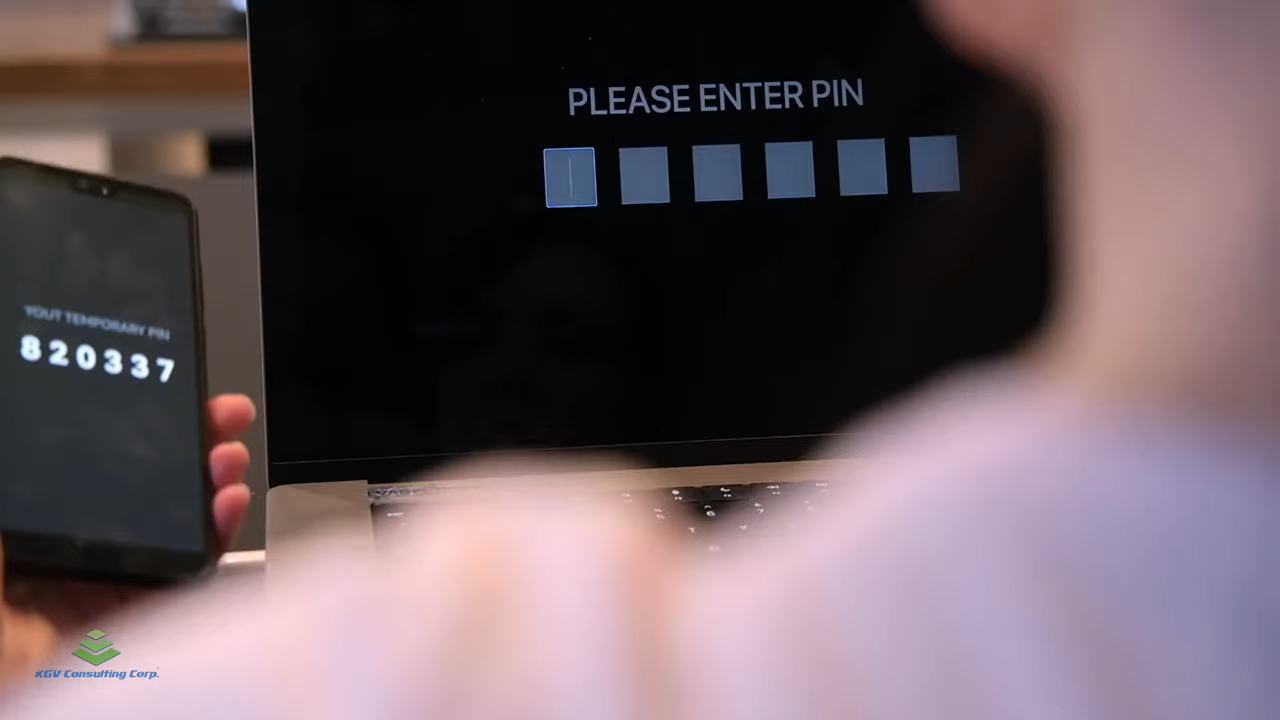 PLEASE ENTER PIN
YOUT TEMPORARY PIN
820337
KGV Consulting Corp.